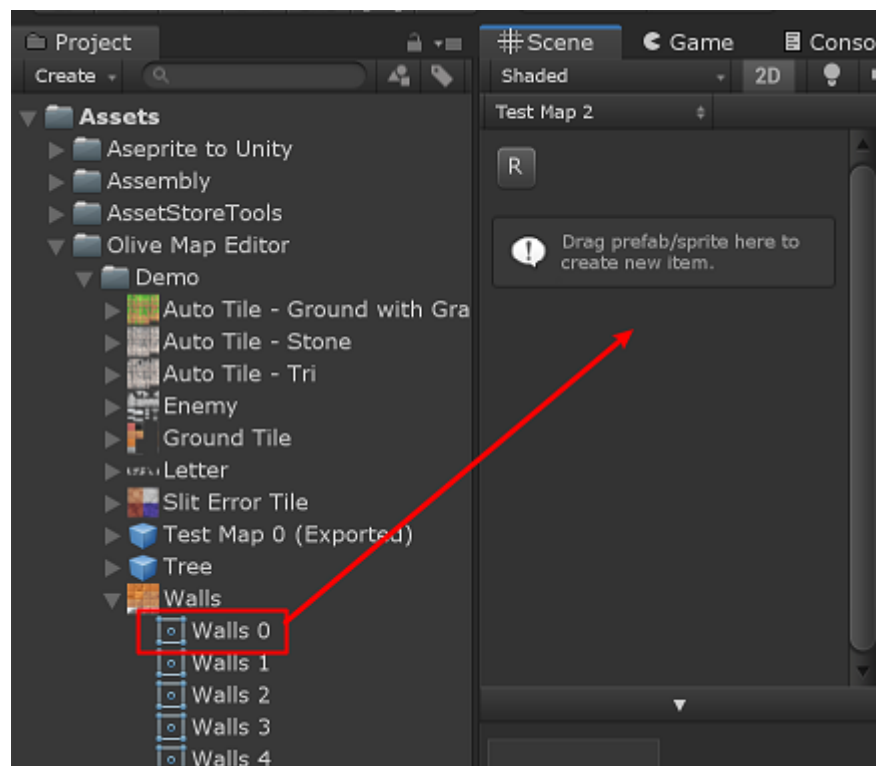 Project
Create
Assets
Aseprite to Unity
Assembly
AssetStoreTools
Olive Map Editor
Demo
Auto Tile - Ground with Gra
Auto Tile - Stone
Auto Tile - Tri
Enemy
Ground Tile
Letter
Slit Error Tile
Test Map 0 (Exported)
Tree
Walls
Walls 0
Walls 1
Walls 2
Walls 3
Walls 4
Scene Game Conso
Shaded 2D
Test Map 2
R
Drag prefab/sprite here to
create new item.